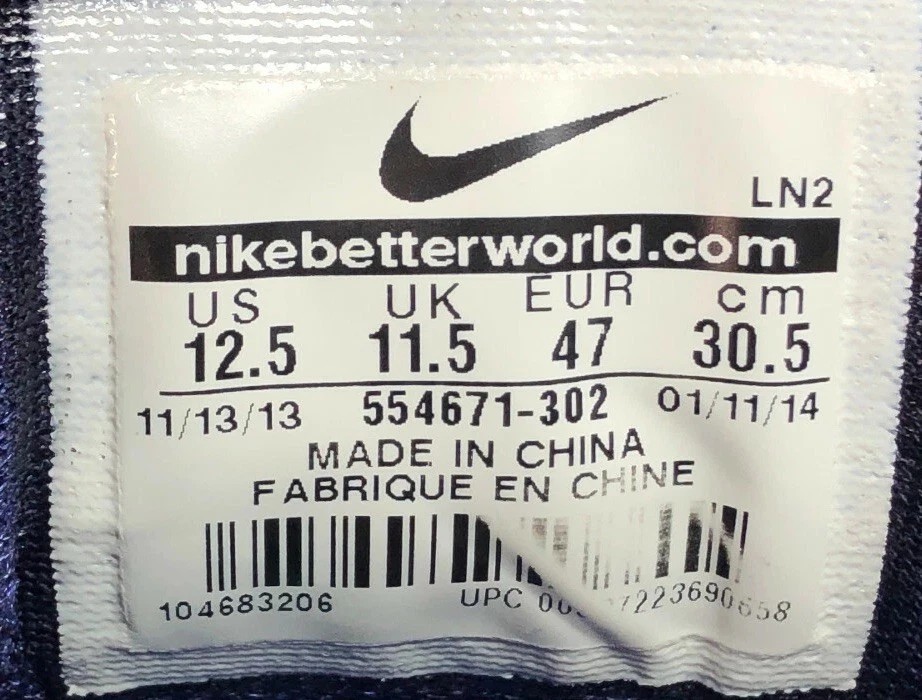 LN2
nikebetterworld.com
US UK EUR cm
12.5 11.5 47 30.5
11/13/13 554671-302 01/11/14
MADE IN CHINA
FABRIQUE EN CHINE
104683206 UPC